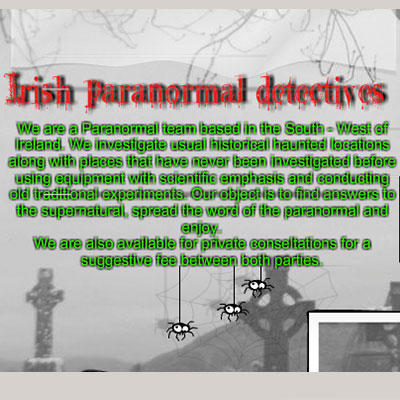 Irish Paranormal detectives
We are a Paranormal team based in the South - West of
Ireland. We investigate usual historical haunted locations
along with places that have never been investigated before
using equipment with scientific emphasis and conducting
old traditional experiments. Our object is to find answers to
the supernatural, spread the word of the paranormal and
enjoy.
We are also available for private conseltations for a
suggestive fee between both parties.